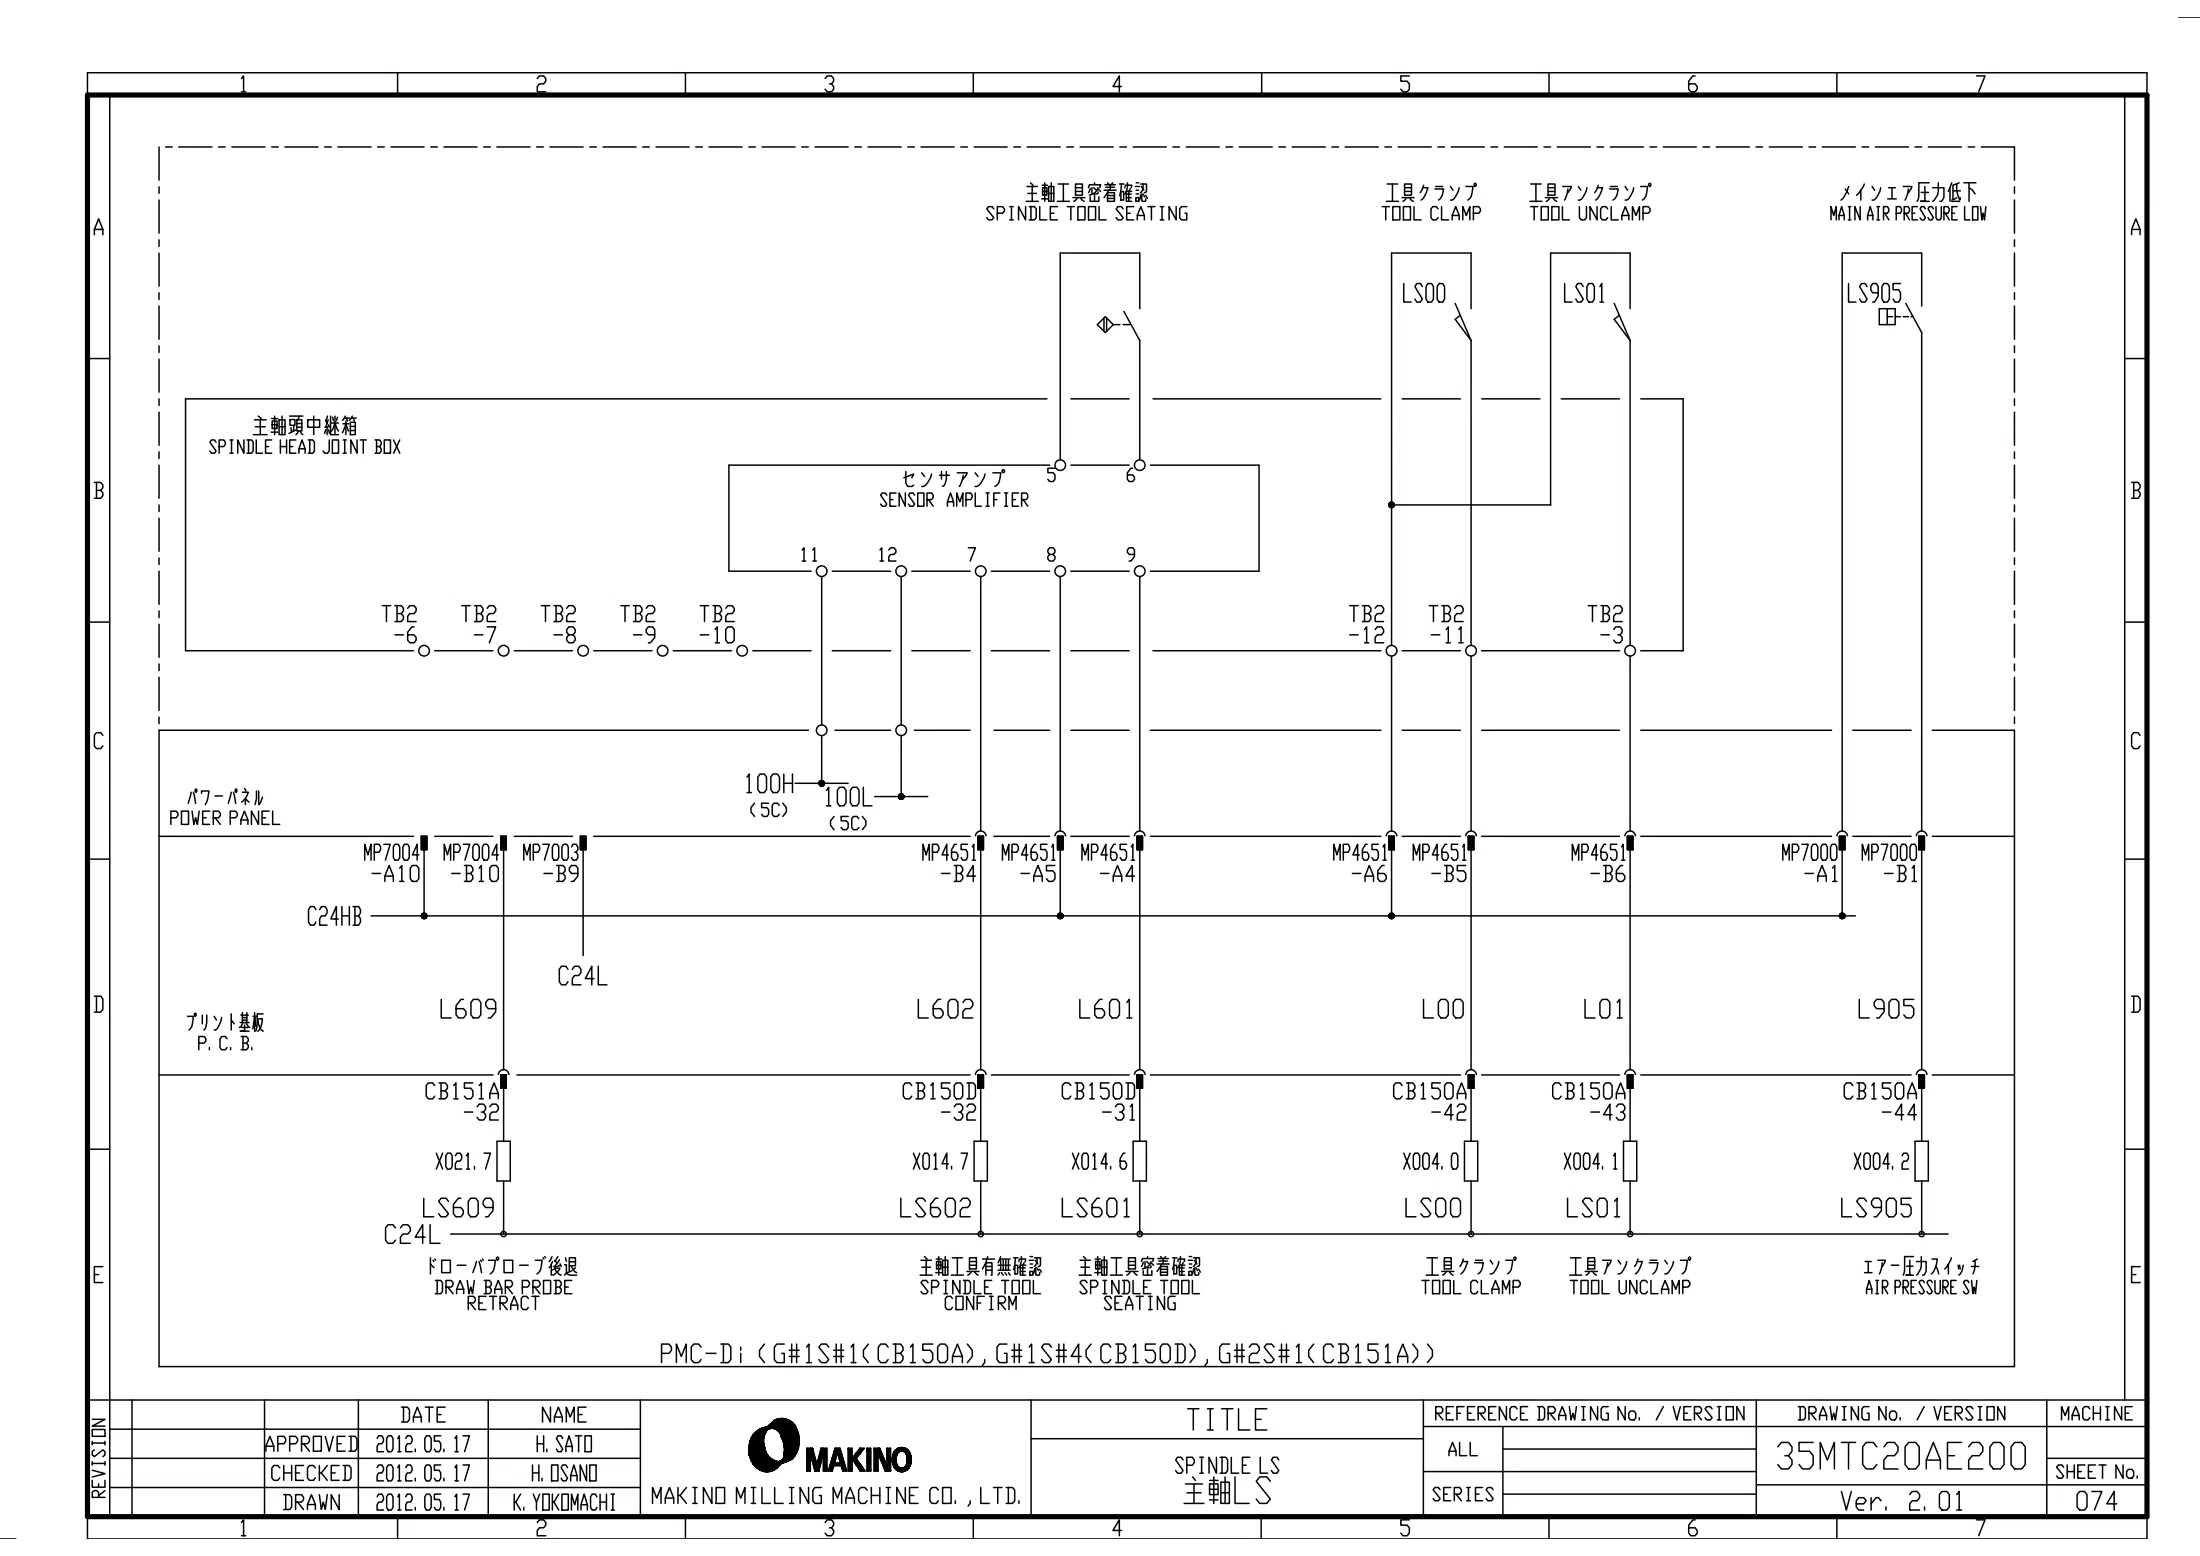 1 2 3 4 5 6 7
A A
主軸工具密着確認 工具クランプ 工具アンクランプ メインエア圧力低下
SPINDLE TOOL SEATING TOOL CLAMP TOOL UNCLAMP MAIN AIR PRESSURE LOW
LS00 LS01 LS905
主軸頭中継箱
SPINDLE HEAD JOINT BOX
B B
センサアンプ 5 6
SENSOR AMPLIFIER
11 12 7 8 9
TB2 TB2 TB2 TB2 TB2 TB2 TB2 TB2
-6 -7 -8 -9 -10 -12 -11 -3
C C
100H 100L
(5C) (5C)
パワーパネル
POWER PANEL
MP7004 MP7004 MP7003 MP4651 MP4651 MP4651 MP4651 MP4651 MP4651 MP7000 MP7000
-A10 -B10 -B9 -B4 -A5 -A4 -A6 -B5 -B6 -A1 -B1
C24HB
C24L
D D
L609 L602 L601 L00 L01 L905
プリント基板
P. C. B.
CB151A CB150D CB150D CB150A CB150A CB150A
-32 -32 -31 -42 -43 -44
X021. 7 X014. 7 X014. 6 X004. 0 X004. 1 X004. 2
LS609 LS602 LS601 LS00 LS01 LS905
C24L
E E
ドローバプローブ後退 主軸工具有無確認 主軸工具密着確認 工具クランプ 工具アンクランプ エアー圧力スイッチ
DRAW BAR PROBE SPINDLE TOOL SPINDLE TOOL TOOL CLAMP TOOL UNCLAMP AIR PRESSURE SW
RETRACT CONFIRM SEATING
PMC-Di (G#1S#1(CB150A), G#1S#4(CB150D), G#2S#1(CB151A))
REVISION
DATE NAME
APPROVED 2012. 05. 17 H. SATO
CHECKED 2012. 05. 17 H. OSANO
DRAWN 2012. 05. 17 K. YOKOMACHI
MAKINO
MAKINO MILLING MACHINE CO. , LTD.
TITLE
SPINDLE LS
主軸LS
REFERENCE DRAWING No. / VERSION
ALL
SERIES
DRAWING No. / VERSION
35MTC20AE200
Ver. 2. 01
MACHINE
SHEET No.
074
1 2 3 4 5 6 7